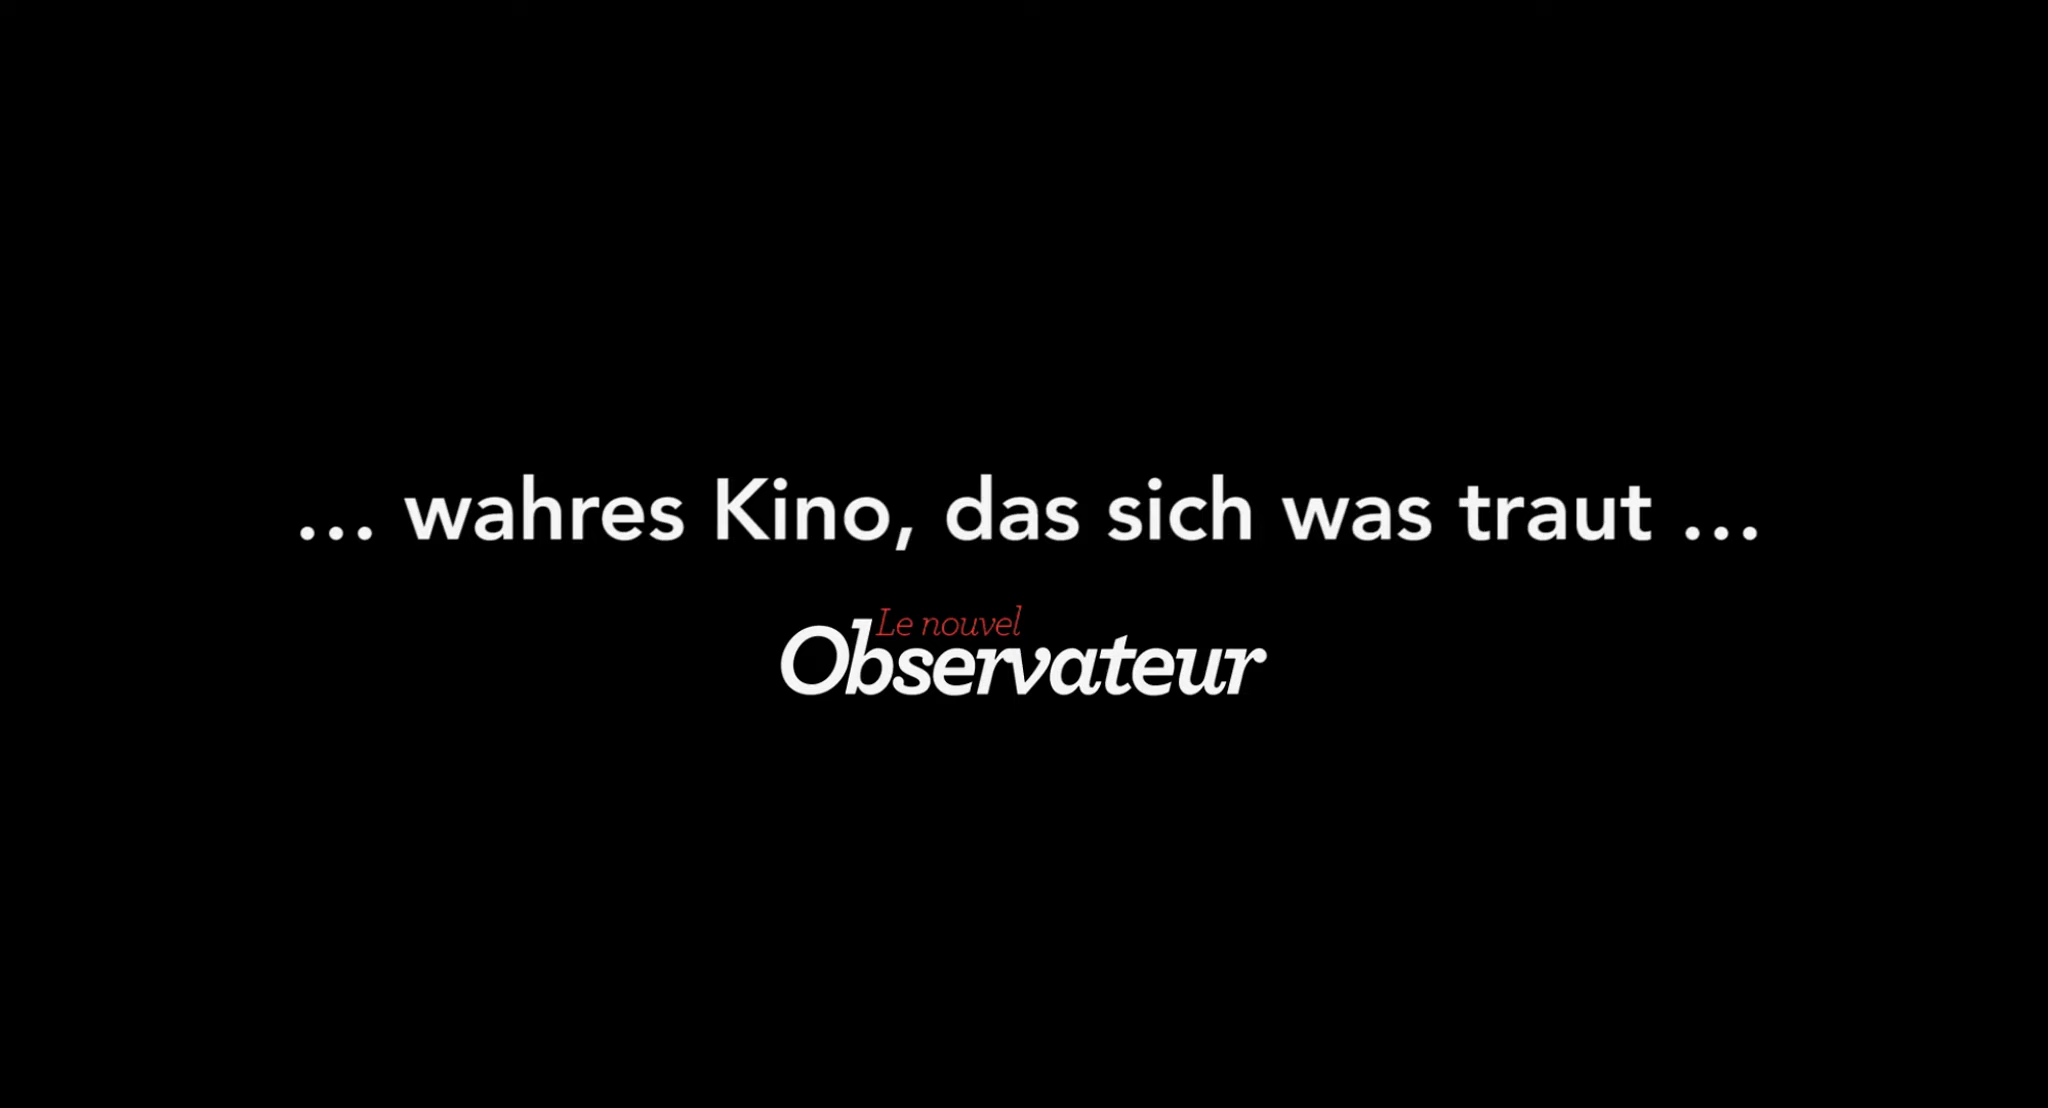 … wahres Kino, das sich was traut …
Le nouvel
Observateur